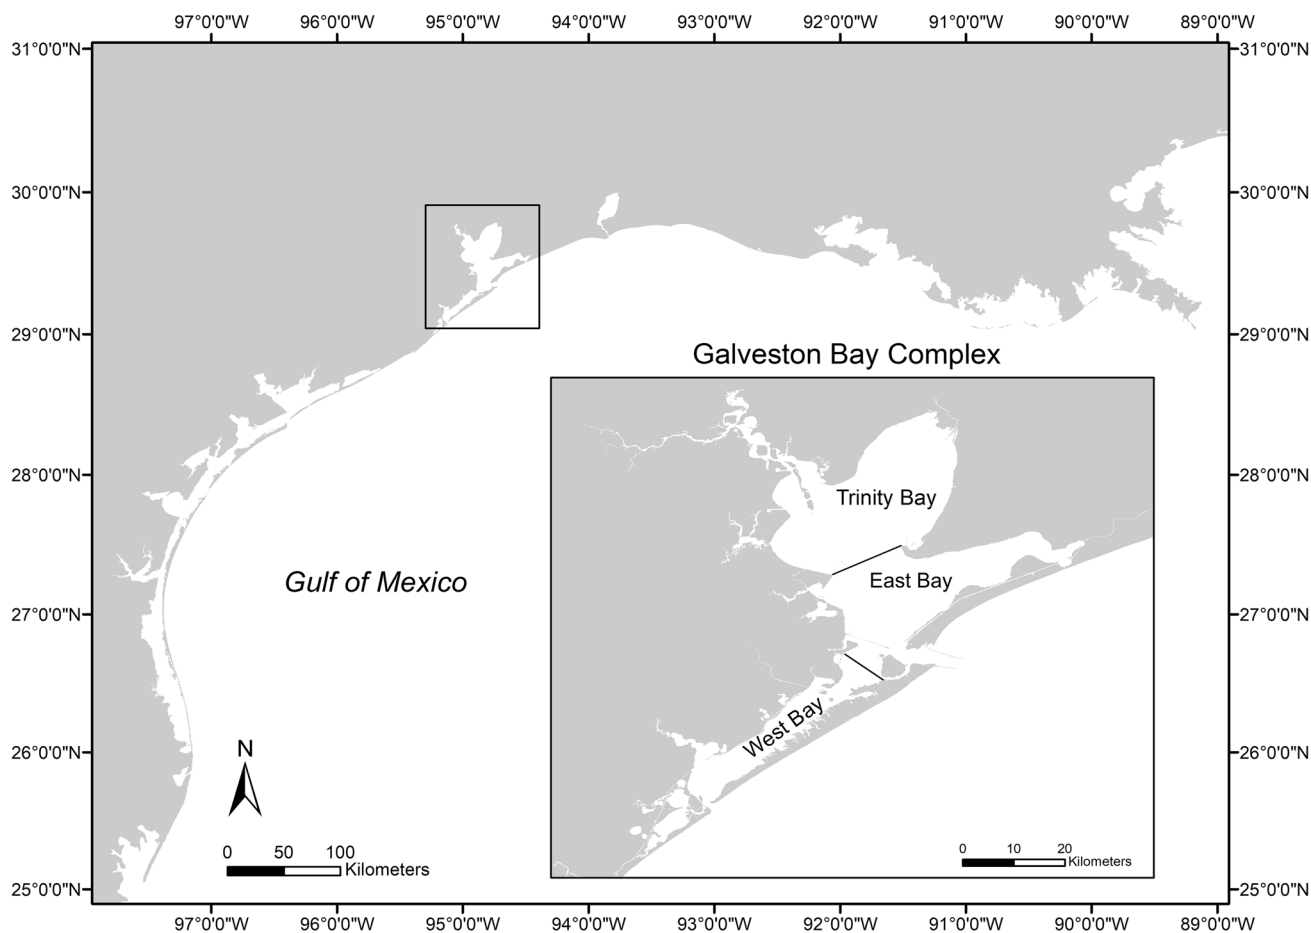 97°0'0"W 96°0'0"W 95°0'0"W 94°0'0"W 93°0'0"W 92°0'0"W 91°0'0"W 90°0'0"W 89°0'0"W
31°0'0"N 31°0'0"N
30°0'0"N 30°0'0"N
29°0'0"N 29°0'0"N
Galveston Bay Complex
28°0'0"N 28°0'0"N
Trinity Bay
East Bay
Gulf of Mexico
27°0'0"N 27°0'0"N
West Bay
26°0'0"N 26°0'0"N
N
0 50 100
Kilometers
0 10 20
Kilometers
25°0'0"N 25°0'0"N
97°0'0"W 96°0'0"W 95°0'0"W 94°0'0"W 93°0'0"W 92°0'0"W 91°0'0"W 90°0'0"W 89°0'0"W